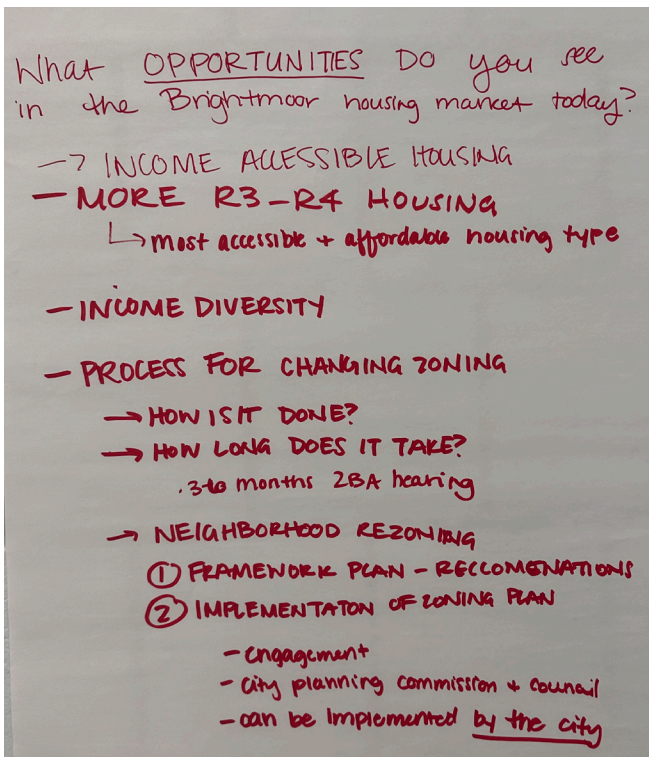 What OPPORTUNITIES DO you see
in the Brightmoor housing market today?
→ INCOME ACCESSIBLE HOUSING
- MORE R3-R4 HOUSING
↳ most accessible + affordable housing type
- INCOME DIVERSITY
- PROCESS FOR CHANGING ZONING
→ HOW IS IT DONE?
→ HOW LONG DOES IT TAKE?
months ZBA hearing
→ NEIGHBORHOOD REZONING
① FRAMEWORK PLAN - RECCOMENATIONS
② IMPLEMENTATON OF ZONING PLAN
- engagement
- city planning commission + council
- can be implemented by the city